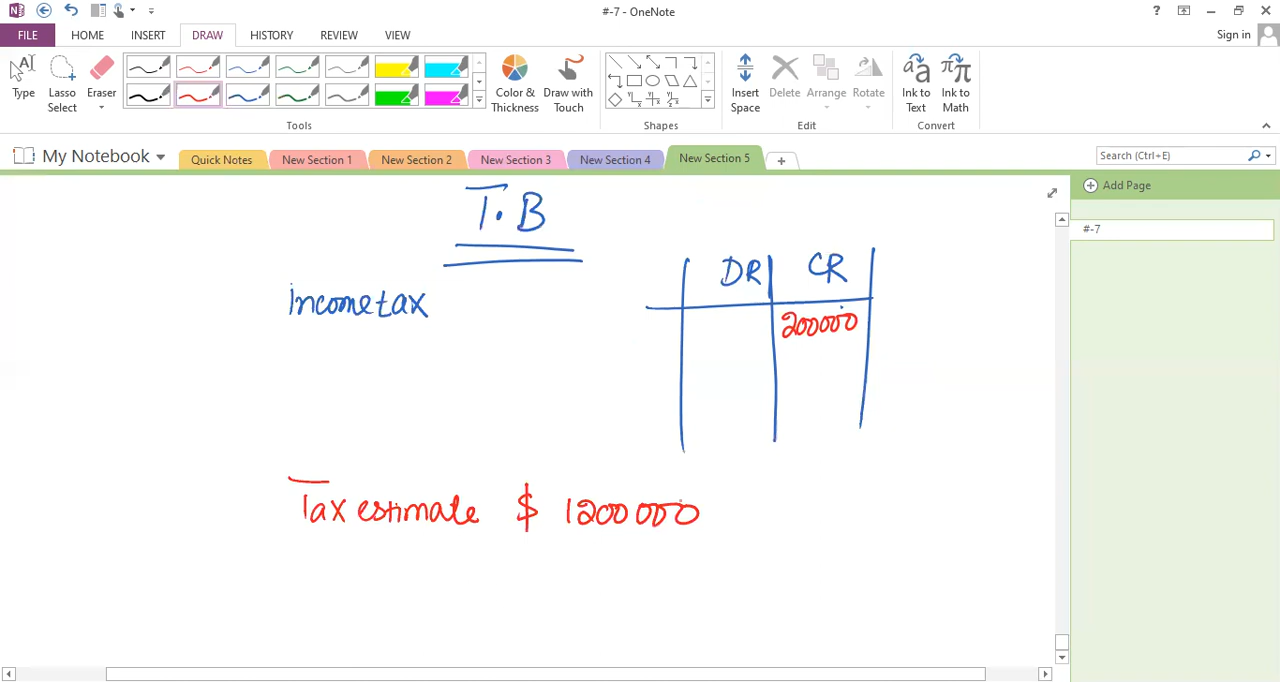 #-7 - OneNote
? Sign in
FILE HOME INSERT DRAW HISTORY REVIEW VIEW
Type Lasso Select Eraser Color & Thickness Draw with Touch Insert Space Delete Arrange Rotate Ink to Text Ink to Math
Tools Shapes Edit Convert
My Notebook Quick Notes New Section 1 New Section 2 New Section 3 New Section 4 New Section 5 Search (Ctrl+E)
Add Page
#-7
T.B
DR CR
income tax 200000
Tax estimate $ 1200000